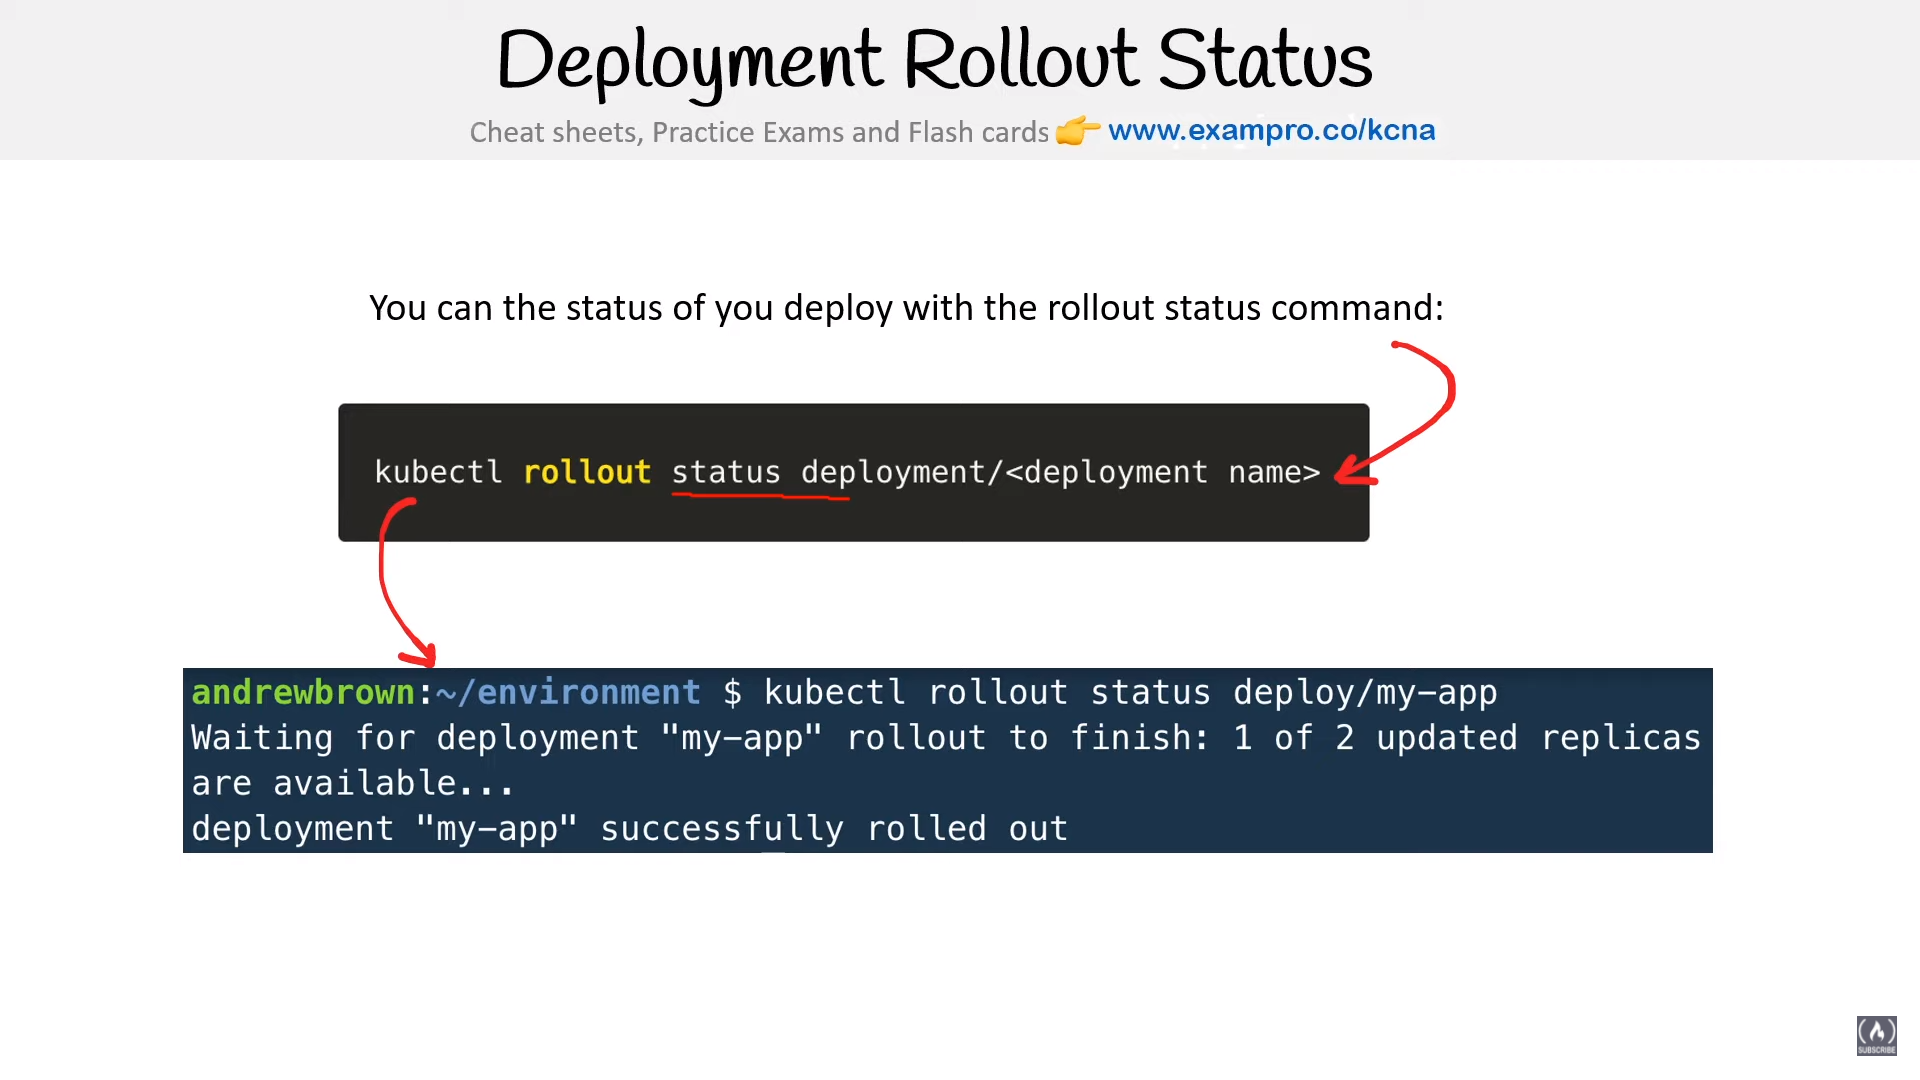 Deployment Rollout Status
Cheat sheets, Practice Exams and Flash cards 👉 www.exampro.co/kcna
You can the status of you deploy with the rollout status command:
kubectl rollout status deployment/<deployment name>
andrewbrown:~/environment $ kubectl rollout status deploy/my-app
Waiting for deployment "my-app" rollout to finish: 1 of 2 updated replicas
are available...
deployment "my-app" successfully rolled out
SUBSCRIBE